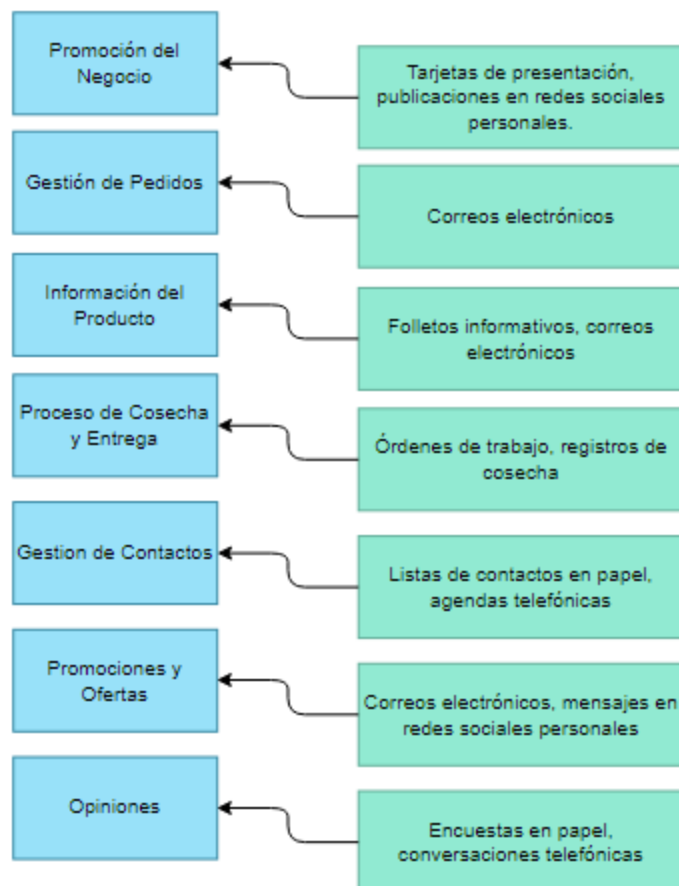 Promoción del
Negocio
Tarjetas de presentación,
publicaciones en redes sociales
personales.
Gestión de Pedidos
Correos electrónicos
Información del
Producto
Folletos informativos, correos
electrónicos
Proceso de Cosecha
y Entrega
Órdenes de trabajo, registros de
cosecha
Gestion de Contactos
Listas de contactos en papel,
agendas telefónicas
Promociones y
Ofertas
Correos electrónicos, mensajes en
redes sociales personales
Opiniones
Encuestas en papel,
conversaciones telefónicas